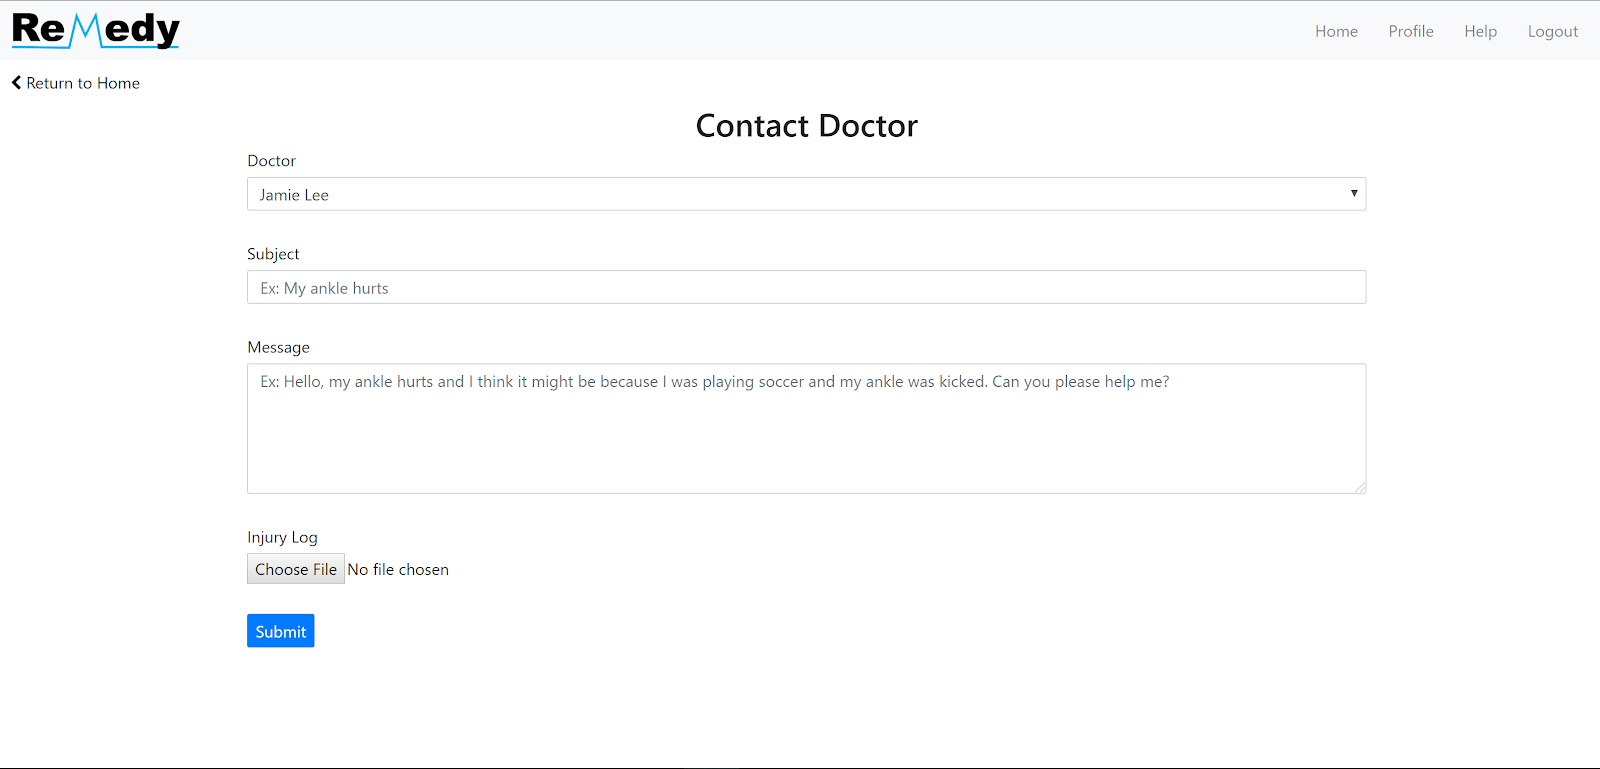 ReMedy
Home Profile Help Logout
Return to Home
Contact Doctor
Doctor
Jamie Lee
Subject
Ex: My ankle hurts
Message
Ex: Hello, my ankle hurts and I think it might be because I was playing soccer and my ankle was kicked. Can you please help me?
Injury Log
Choose File No file chosen
Submit